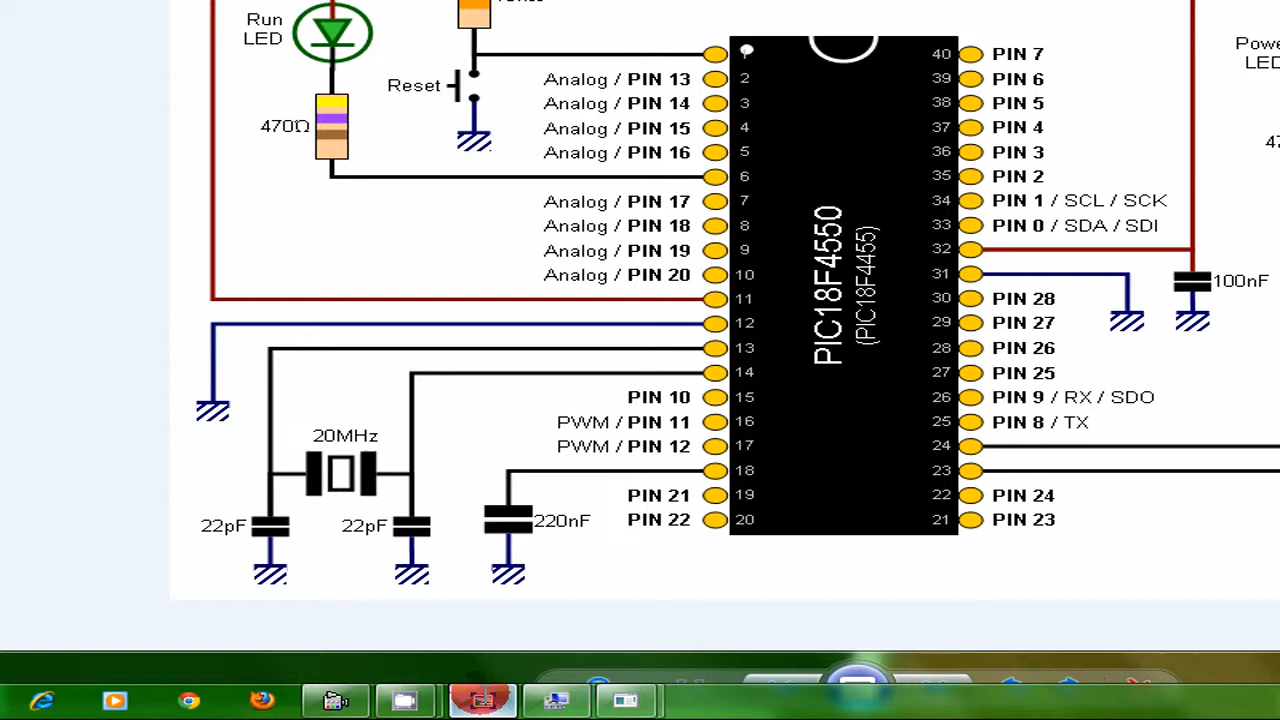 Run
LED
470Ω
Reset
Analog / PIN 13
Analog / PIN 14
Analog / PIN 15
Analog / PIN 16
Analog / PIN 17
Analog / PIN 18
Analog / PIN 19
Analog / PIN 20
PIN 10
PWM / PIN 11
PWM / PIN 12
PIN 21
PIN 22
20MHz
22pF
22pF
220nF
1
2
3
4
5
6
7
8
9
10
11
12
13
14
15
16
17
18
19
20
PIC18F4550
(PIC18F4455)
40
39
38
37
36
35
34
33
32
31
30
29
28
27
26
25
24
23
22
21
PIN 7
PIN 6
PIN 5
PIN 4
PIN 3
PIN 2
PIN 1 / SCL / SCK
PIN 0 / SDA / SDI
PIN 28
PIN 27
PIN 26
PIN 25
PIN 9 / RX / SDO
PIN 8 / TX
PIN 24
PIN 23
Powe
LED
47
100nF